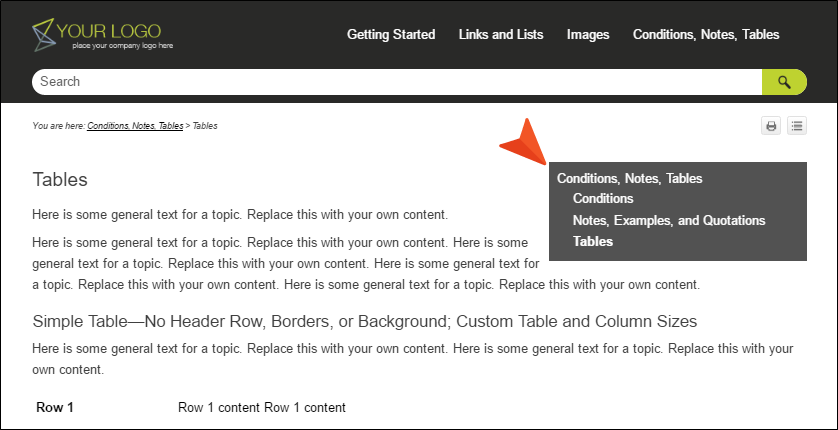 YOUR LOGO
place your company logo here
Getting Started
Links and Lists
Images
Conditions, Notes, Tables
Search
You are here: Conditions, Notes, Tables > Tables
Conditions, Notes, Tables
Conditions
Notes, Examples, and Quotations
Tables
Tables
Here is some general text for a topic. Replace this with your own content.
Here is some general text for a topic. Replace this with your own content. Here is some
general text for a topic. Replace this with your own content. Here is some general text for
a topic. Replace this with your own content. Here is some general text for a topic. Replace this with your own content.
Simple Table—No Header Row, Borders, or Background; Custom Table and Column Sizes
Here is some general text for a topic. Replace this with your own content. Here is some general text for a topic. Replace this with your
own content.
Row 1
Row 1 content Row 1 content